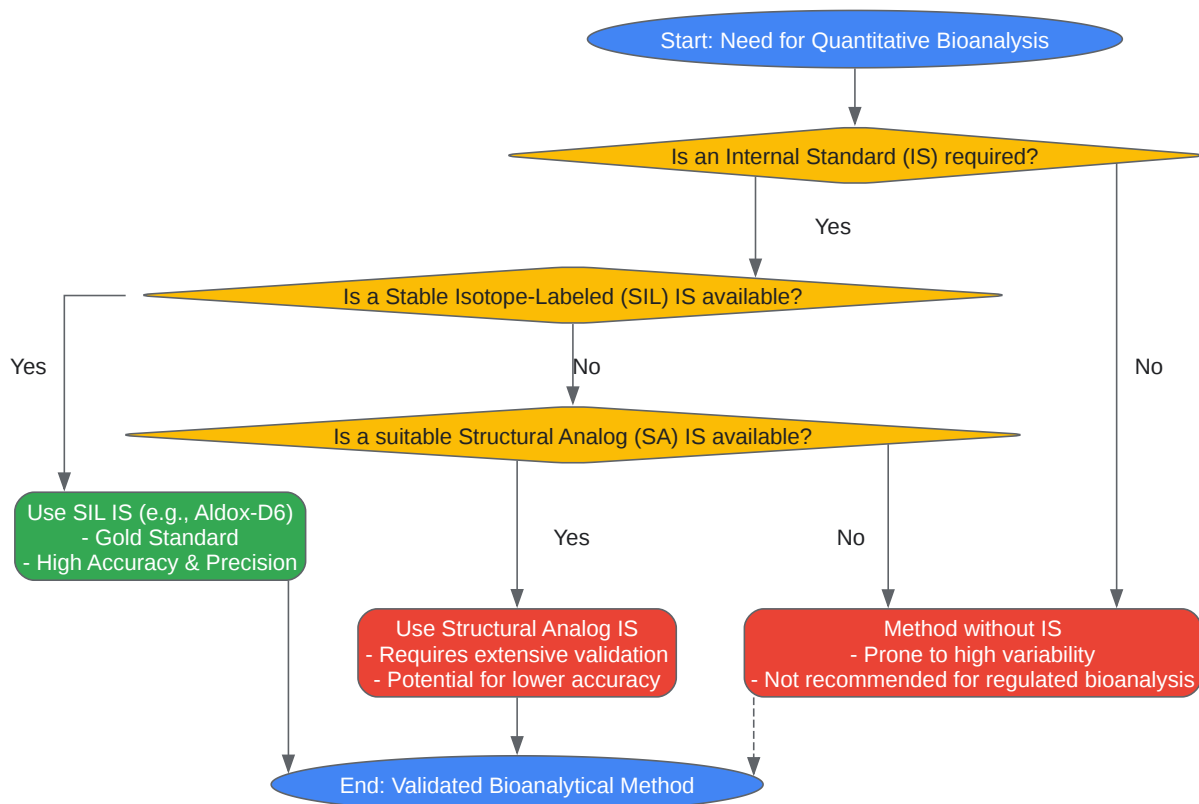 Start: Need for Quantitative Bioanalysis
Is an Internal Standard (IS) required?
Yes
Is a Stable Isotope-Labeled (SIL) IS available?
Yes
No
No
Is a suitable Structural Analog (SA) IS available?
Use SIL IS (e.g., Aldox-D6)
- Gold Standard
- High Accuracy & Precision
Yes
No
Use Structural Analog IS
- Requires extensive validation
- Potential for lower accuracy
Method without IS
- Prone to high variability
- Not recommended for regulated bioanalysis
End: Validated Bioanalytical Method